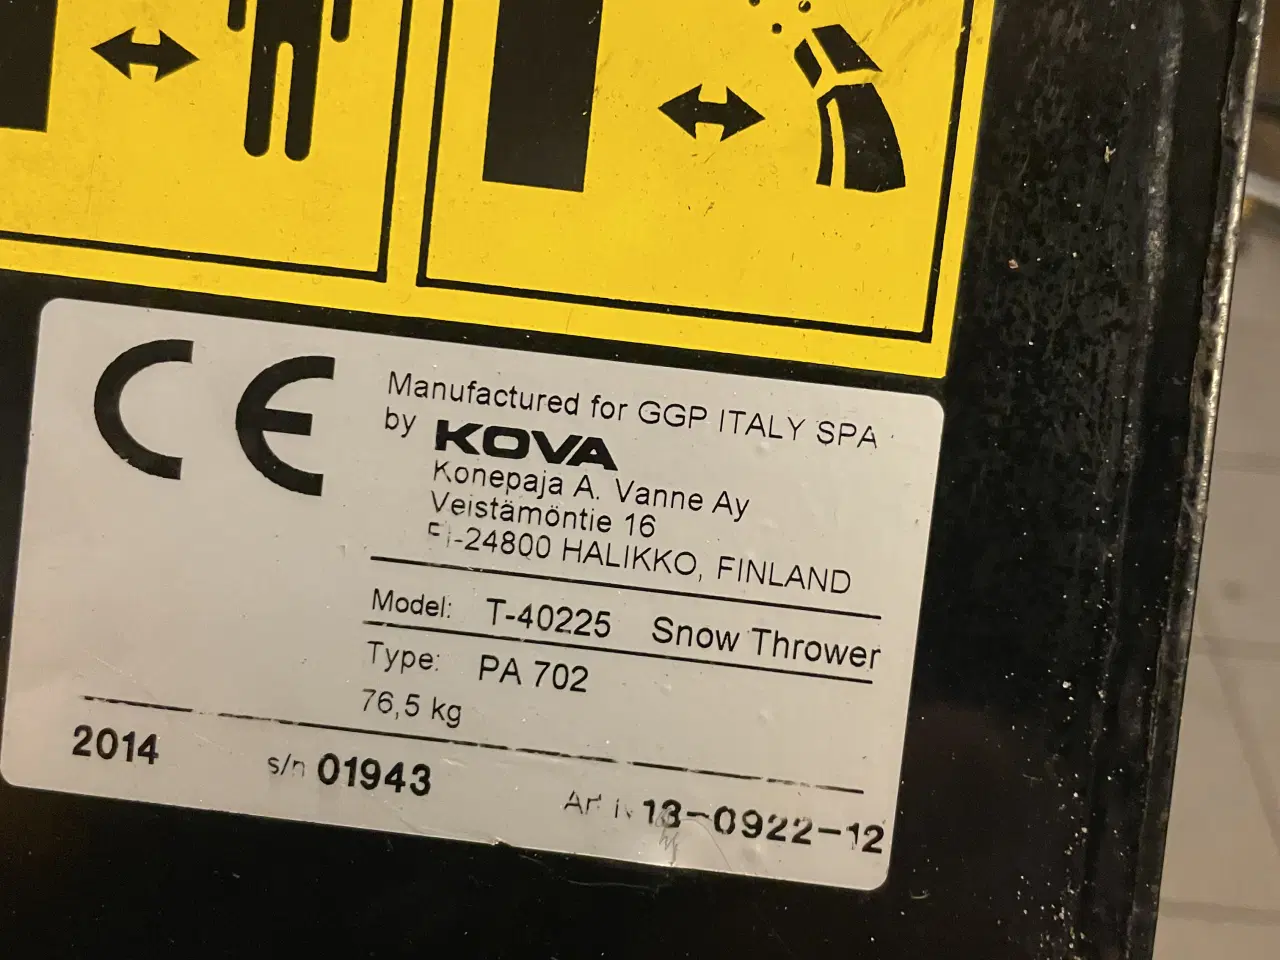 CE
Manufactured for GGP ITALY SPA
by KOVA
Konepaja A. Vanne Ay
Veistämöntie 16
FI-24800 HALIKKO, FINLAND
Model: T-40225 Snow Thrower
Type: PA 702
76,5 kg
2014 s/n 01943 13-0922-12